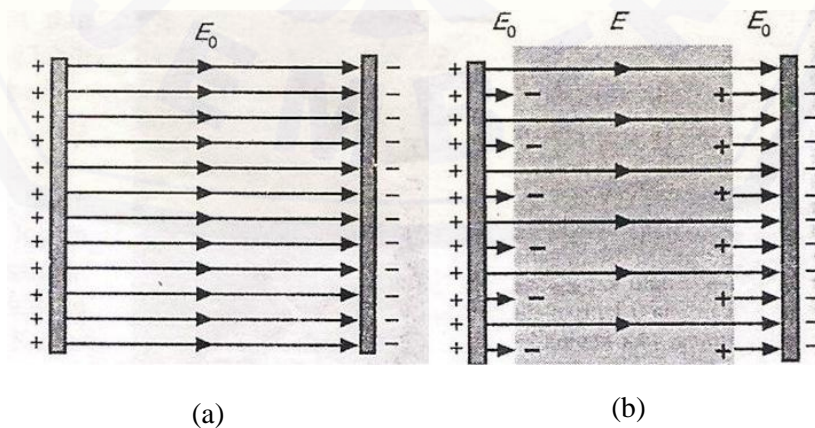 E₀ E₀ E E₀
+ + + + + + + + + + + +
- - - - - - - - - - - -
+ + + + + + + + + + + +
- - - - - -
+ + + + + +
- - - - - - - - - - - -
(a) (b)